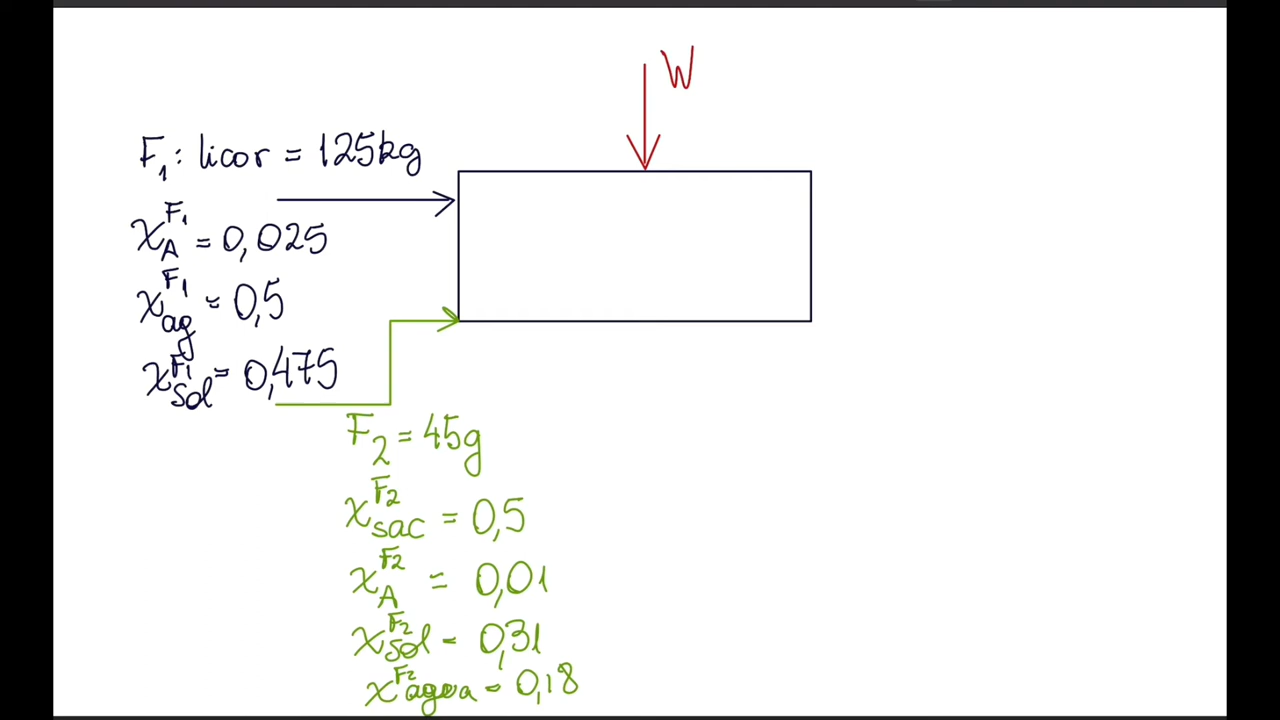 W
F₁: licor = 125kg
x_A^F₁ = 0,025
x_ag^F₁ = 0,5
x_sol^F₁ = 0,475
F₂ = 45g
x_sac^F₂ = 0,5
x_A^F₂ = 0,01
x_sol^F₂ = 0,31
x_agua^F₂ = 0,18